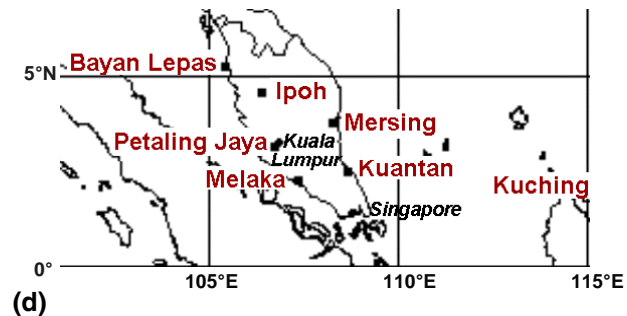 Bayan Lepas
5°N
Ipoh
Mersing
Petaling Jaya
Kuala
Lumpur
Kuantan
Melaka
Kuching
Singapore
0°
105°E
110°E
115°E
(d)